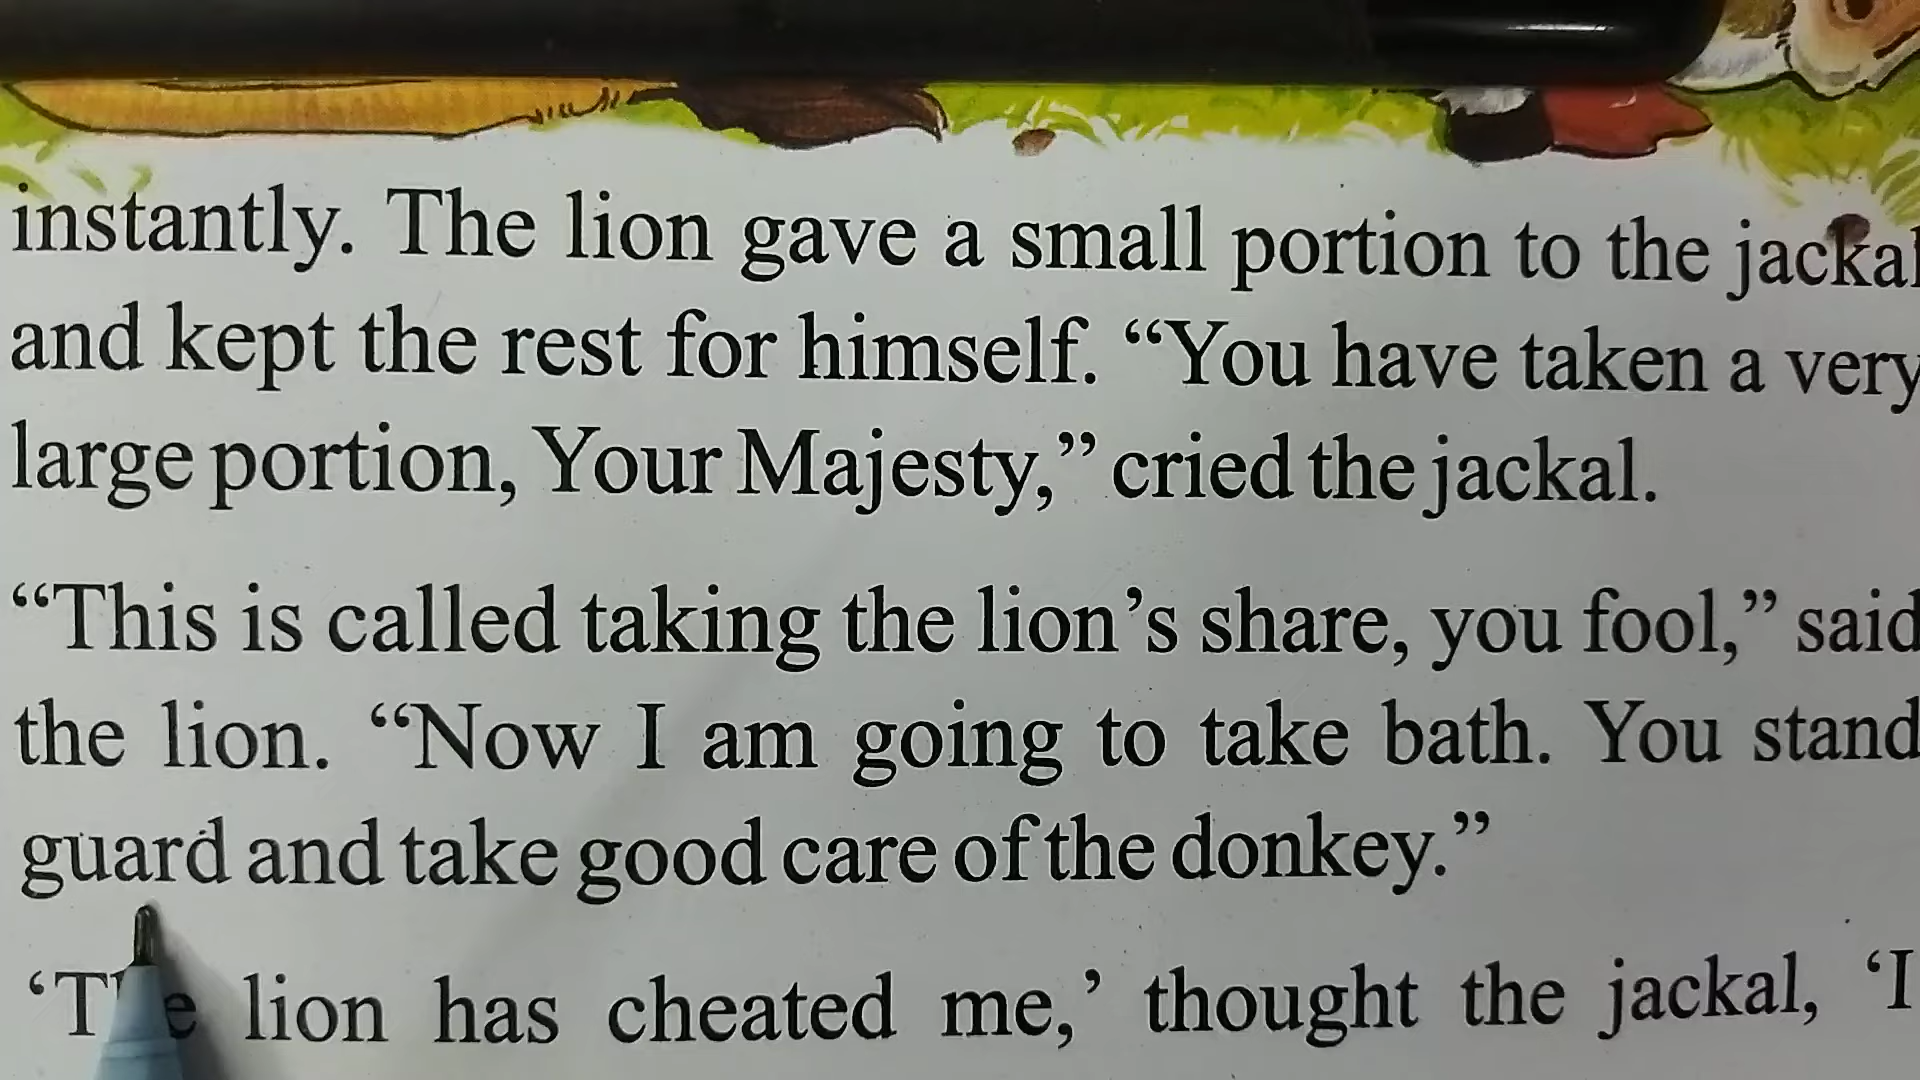 instantly. The lion gave a small portion to the jackal
and kept the rest for himself. “You have taken a very
large portion, Your Majesty,” cried the jackal.
“This is called taking the lion’s share, you fool,” said
the lion. “Now I am going to take bath. You stand
guard and take good care of the donkey.”
‘The lion has cheated me,’ thought the jackal, ‘I